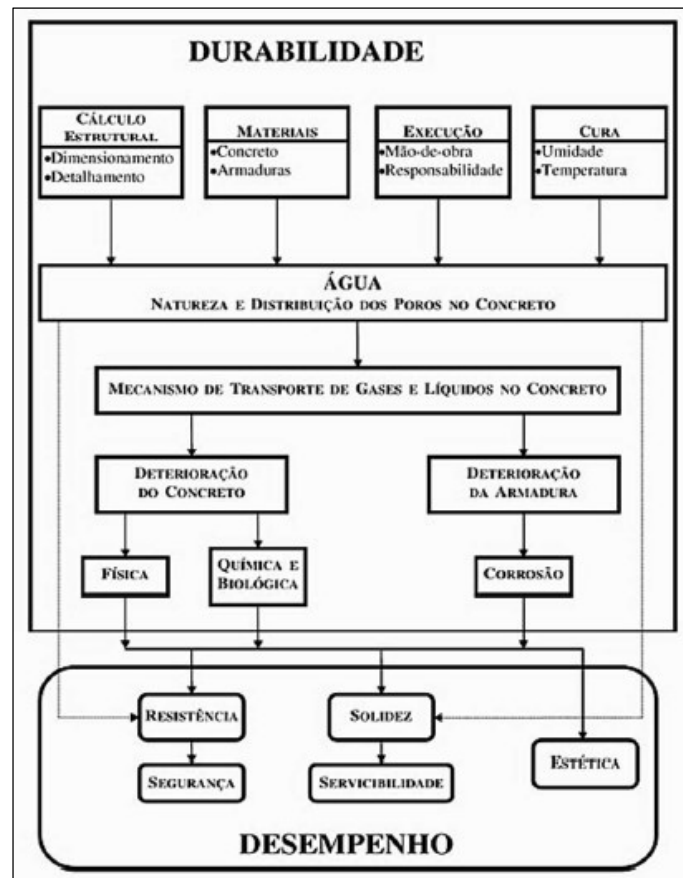 DURABILIDADE
CÁLCULO
ESTRUTURAL
•Dimensionamento
•Detalhamento
MATERIAIS
•Concreto
•Armaduras
EXECUÇÃO
•Mão-de-obra
•Responsabilidade
CURA
•Umidade
•Temperatura
ÁGUA
NATUREZA E DISTRIBUIÇÃO DOS POROS NO CONCRETO
MECANISMO DE TRANSPORTE DE GASES E LÍQUIDOS NO CONCRETO
DETERIORAÇÃO
DO CONCRETO
DETERIORAÇÃO
DA ARMADURA
FÍSICA
QUÍMICA E
BIOLÓGICA
CORROSÃO
RESISTÊNCIA
SOLIDEZ
SEGURANÇA
SERVICIBILIDADE
ESTÉTICA
DESEMPENHO